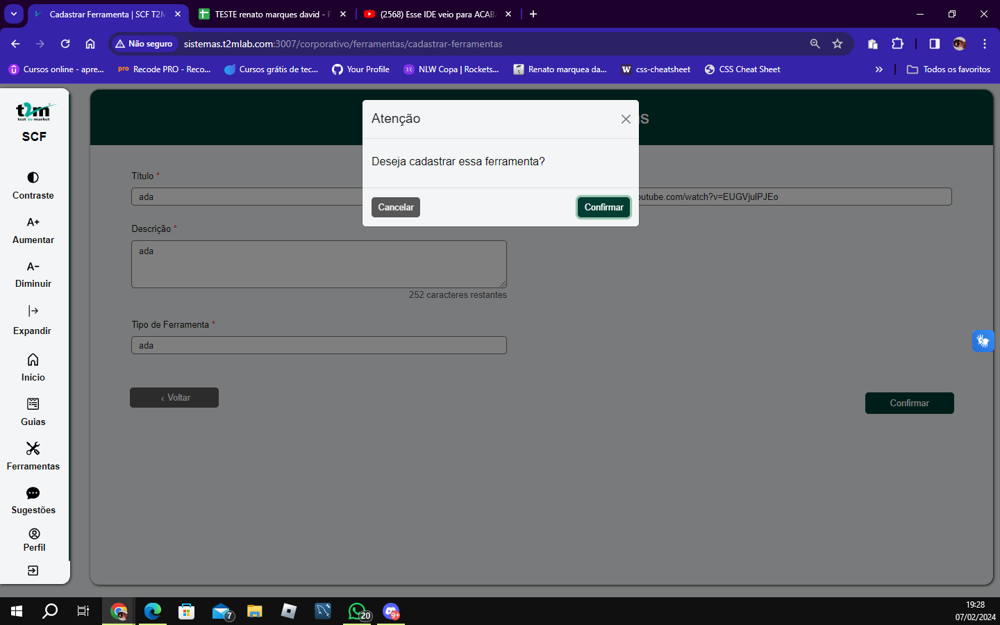 Cadastrar Ferramenta | SCF T2M
TESTE renato marques david - P
(2568) Esse IDE veio para ACAB
Não seguro
sistemas.t2mlab.com:3007/corporativo/ferramentas/cadastrar-ferramentas
Cursos online - apre...
pro Recode PRO - Reco...
Cursos grátis de tec...
Your Profile
NLW Copa | Rockets...
Renato marquea da...
W css-cheatsheet
CSS Cheat Sheet
Todos os favoritos
t2m
test to market
SCF
Contraste
A+
Aumentar
A-
Diminuir
Expandir
Início
Guias
Ferramentas
Sugestões
Perfil
Atenção
Deseja cadastrar essa ferramenta?
Cancelar
Confirmar
Título *
ada
outube.com/watch?v=EUGVjulPJEo
Descrição *
ada
252 caracteres restantes
Tipo de Ferramenta *
ada
‹ Voltar
Confirmar
7
20
9+
19:28
07/02/2024